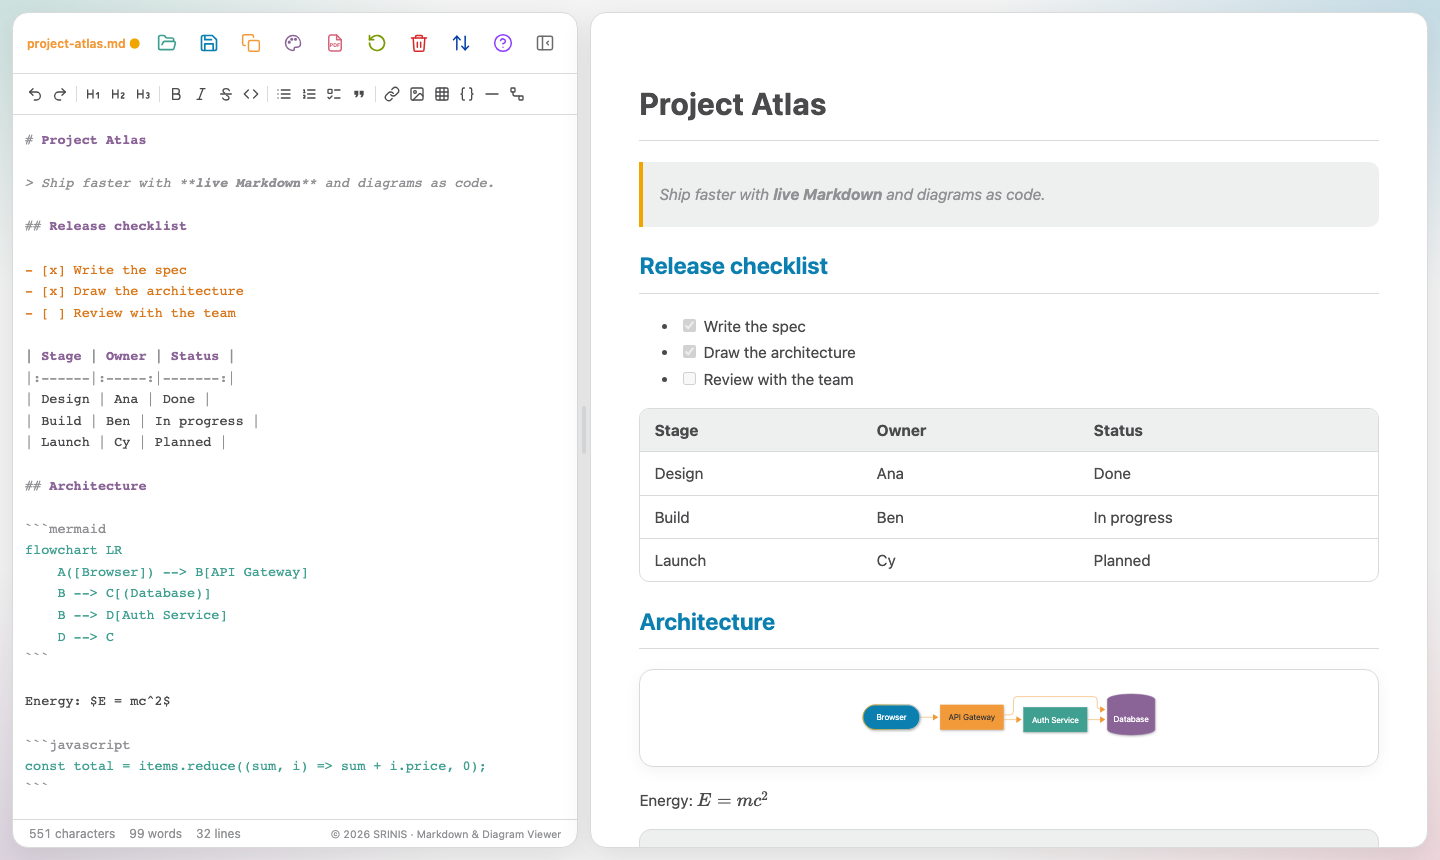 project-atlas.md
PDF
H1 H2 H3 B I S
# Project Atlas
> Ship faster with **live Markdown** and diagrams as code.
## Release checklist
- [x] Write the spec
- [x] Draw the architecture
- [ ] Review with the team
| Stage | Owner | Status |
|:------|:-----:|-------:|
| Design | Ana | Done |
| Build | Ben | In progress |
| Launch | Cy | Planned |
## Architecture
```mermaid
flowchart LR
    A([Browser]) --> B[API Gateway]
    B --> C[(Database)]
    B --> D[Auth Service]
    D --> C
```
Energy: $E = mc^2$
```javascript
const total = items.reduce((sum, i) => sum + i.price, 0);
```
551 characters 99 words 32 lines © 2026 SRINIS · Markdown & Diagram Viewer
Project Atlas
Ship faster with live Markdown and diagrams as code.
Release checklist
Write the spec
Draw the architecture
Review with the team
Stage Owner Status
Design Ana Done
Build Ben In progress
Launch Cy Planned
Architecture
Browser
API Gateway
Auth Service
Database
Energy: E = mc²